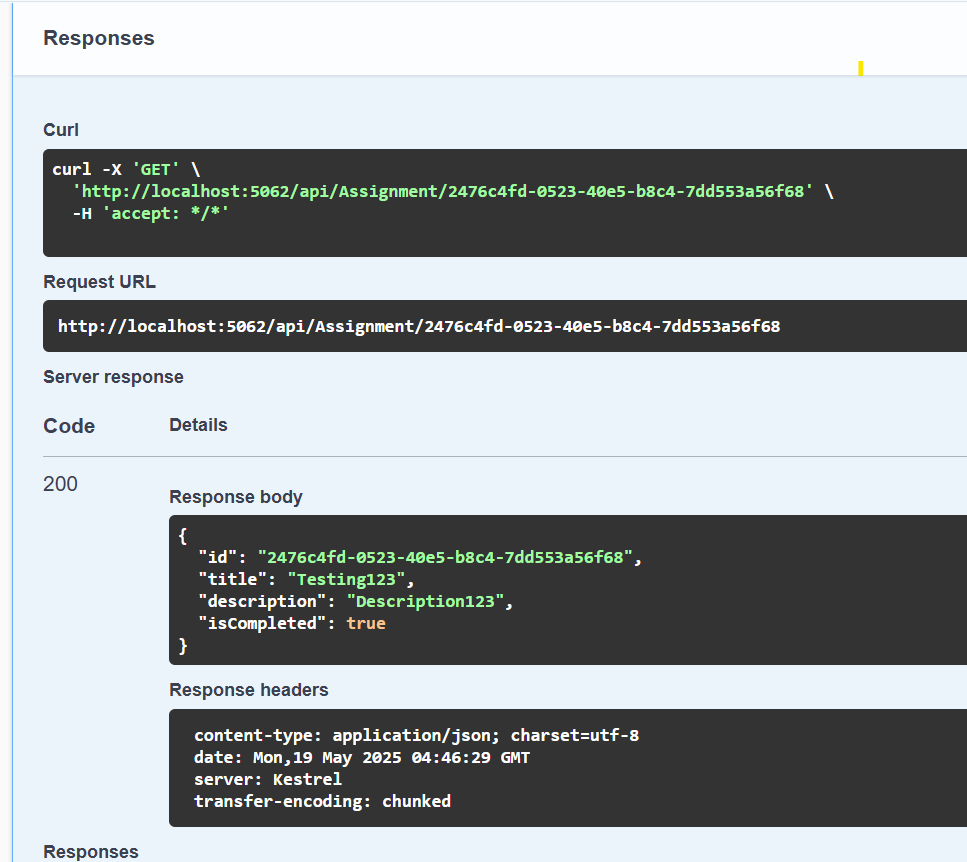 Responses
Curl
curl -X 'GET' \
'http://localhost:5062/api/Assignment/2476c4fd-0523-40e5-b8c4-7dd553a56f68' \
-H 'accept: */*'
Request URL
http://localhost:5062/api/Assignment/2476c4fd-0523-40e5-b8c4-7dd553a56f68
Server response
Code Details
200
Response body
{
"id": "2476c4fd-0523-40e5-b8c4-7dd553a56f68",
"title": "Testing123",
"description": "Description123",
"isCompleted": true
}
Response headers
content-type: application/json; charset=utf-8
date: Mon,19 May 2025 04:46:29 GMT
server: Kestrel
transfer-encoding: chunked
Responses